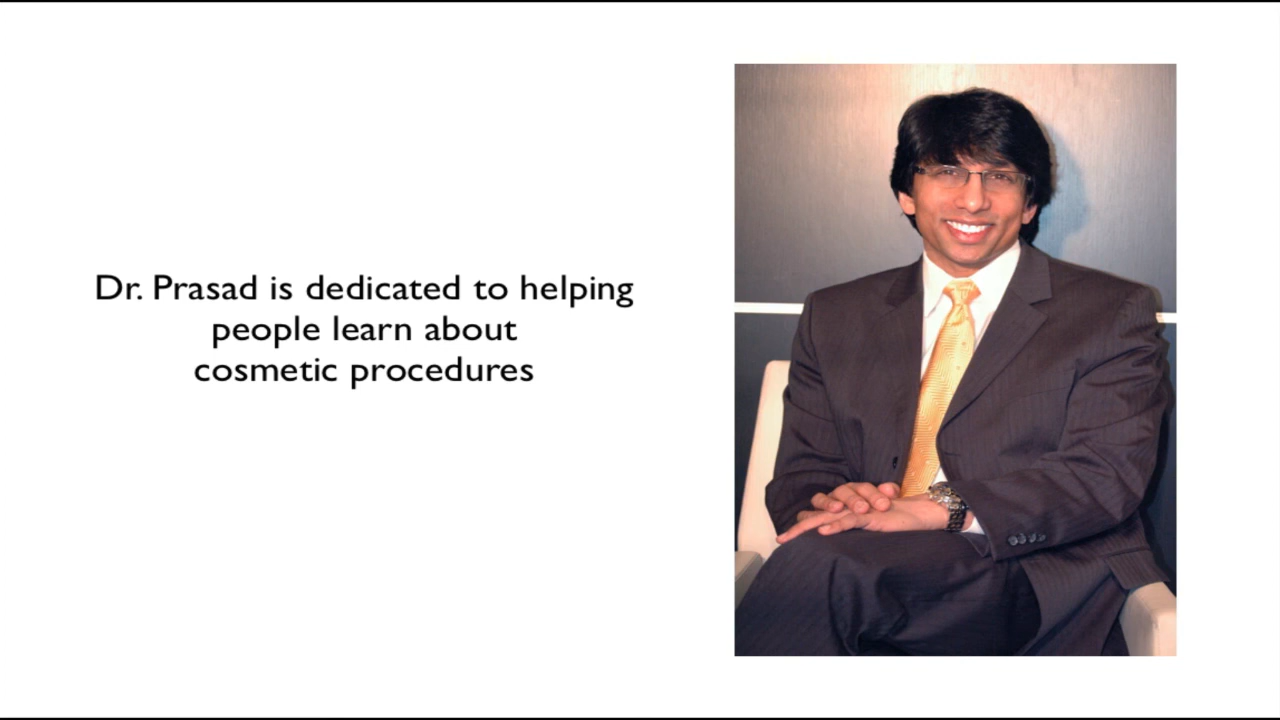 Dr. Prasad is dedicated to helping
people learn about
cosmetic procedures